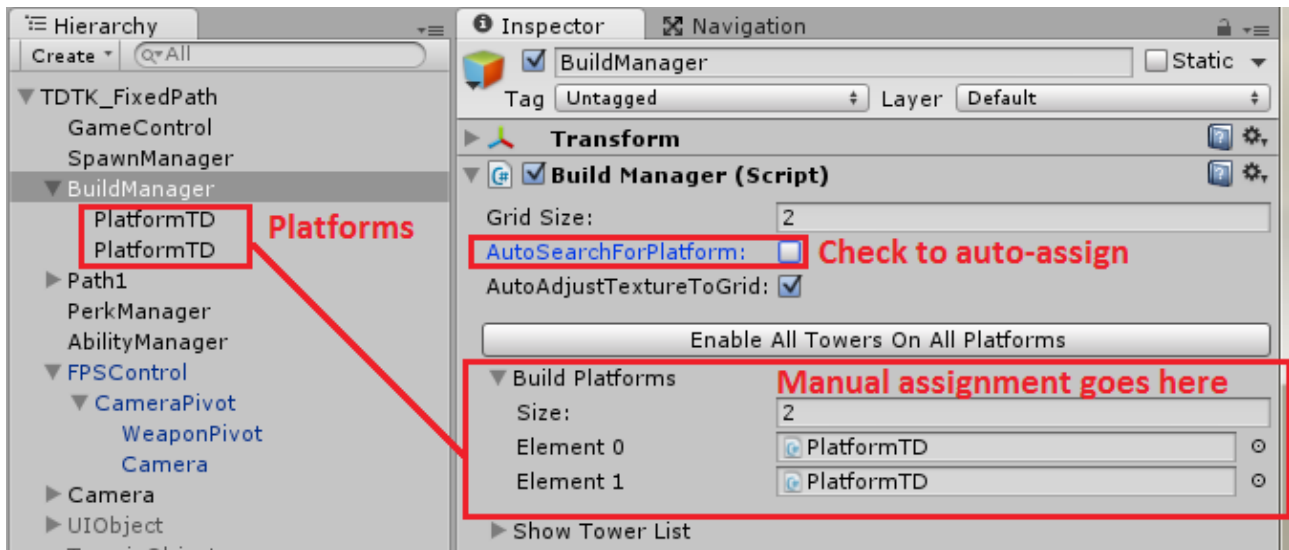 Hierarchy
Create All
TDTK_FixedPath
GameControl
SpawnManager
BuildManager
PlatformTD
PlatformTD
Platforms
Path1
PerkManager
AbilityManager
FPSControl
CameraPivot
WeaponPivot
Camera
Camera
UIObject
Inspector Navigation
BuildManager Static
Tag Untagged Layer Default
Transform
Build Manager (Script)
Grid Size: 2
AutoSearchForPlatform: Check to auto-assign
AutoAdjustTextureToGrid:
Enable All Towers On All Platforms
Build Platforms Manual assignment goes here
Size: 2
Element 0 PlatformTD
Element 1 PlatformTD
Show Tower List